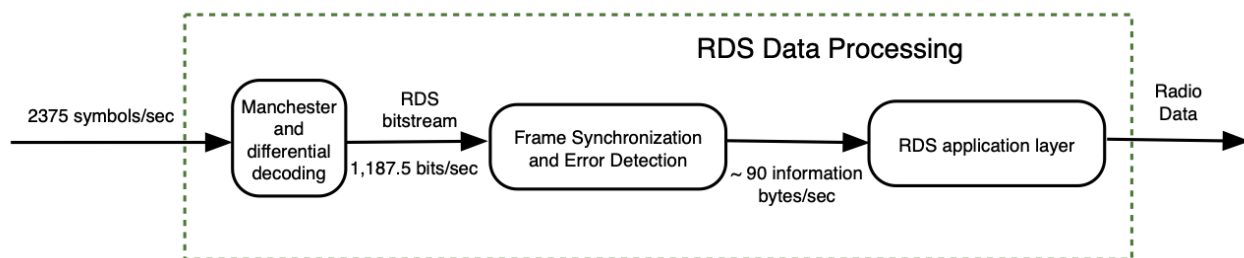 RDS Data Processing
2375 symbols/sec
Manchester
and
differential
decoding
RDS
bitstream
1,187.5 bits/sec
Frame Synchronization
and Error Detection
~ 90 information
bytes/sec
RDS application layer
Radio
Data